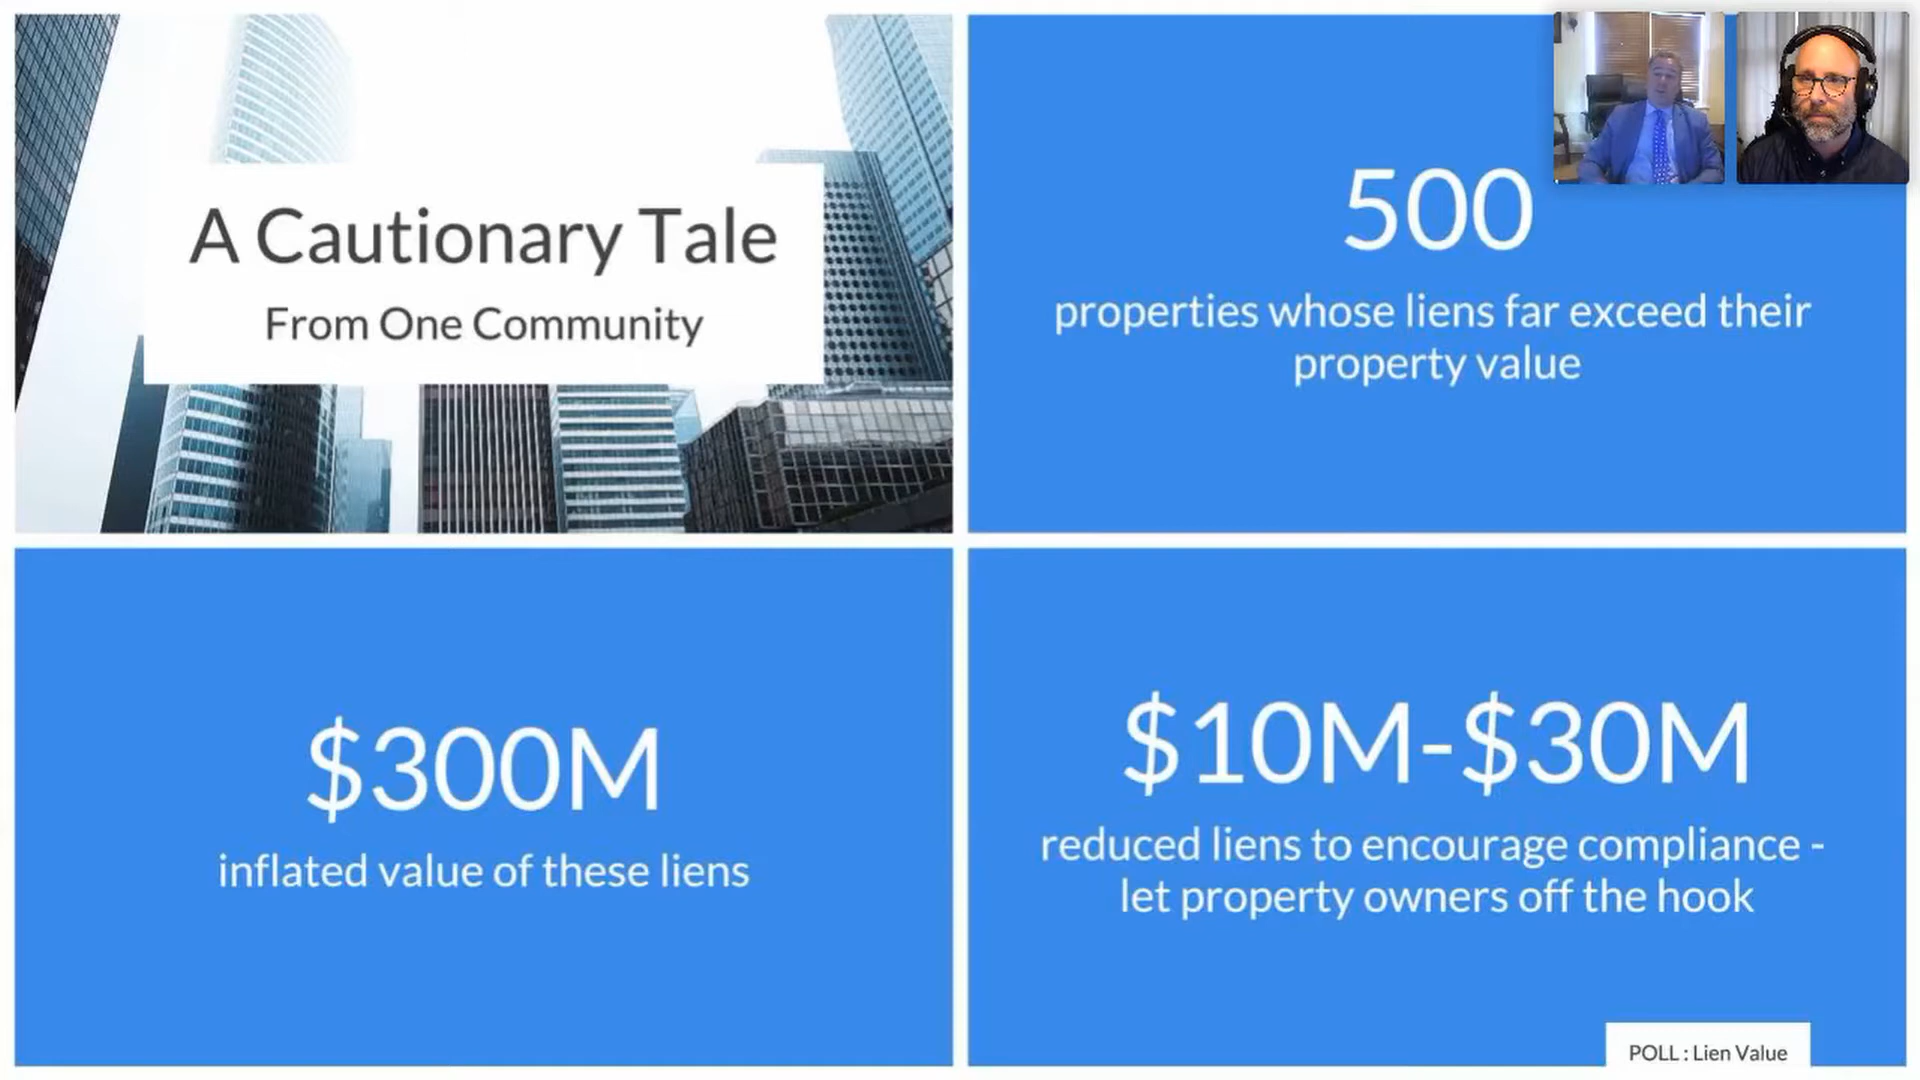 A Cautionary Tale
From One Community
500
properties whose liens far exceed their
property value
$300M
inflated value of these liens
$10M-$30M
reduced liens to encourage compliance -
let property owners off the hook
POLL : Lien Value